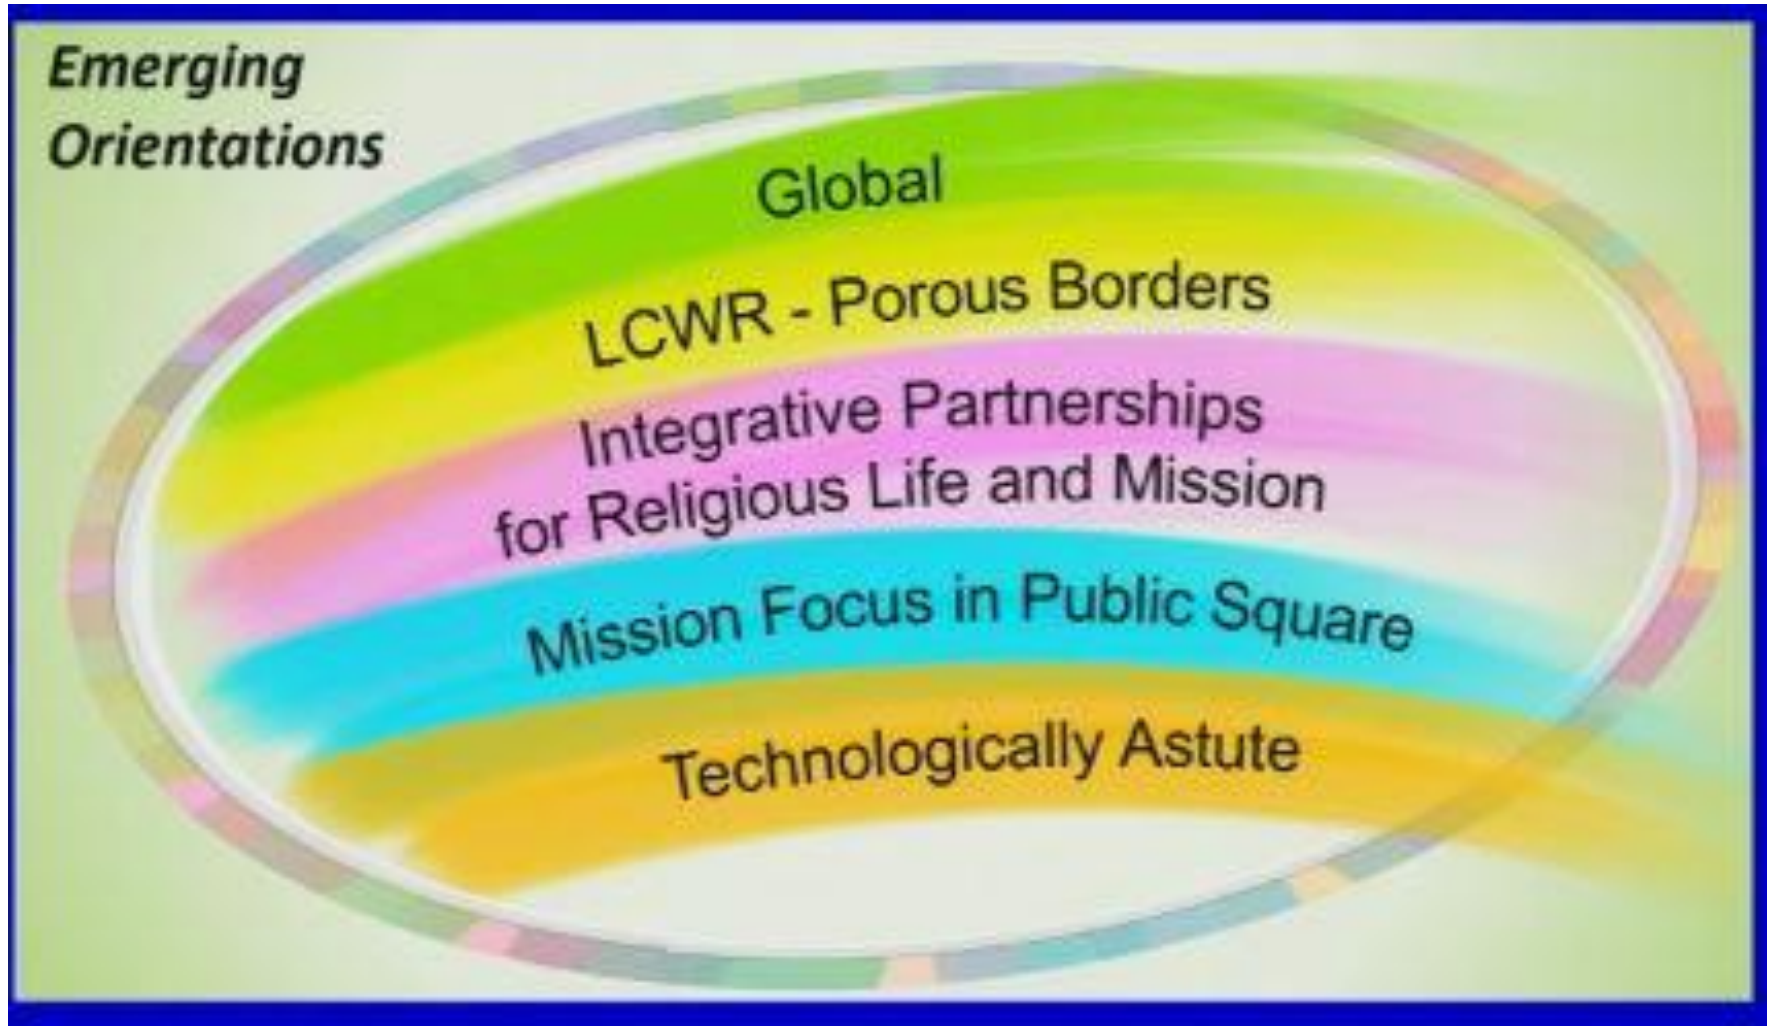 Emerging
Orientations
Global
LCWR - Porous Borders
Integrative Partnerships
for Religious Life and Mission
Mission Focus in Public Square
Technologically Astute